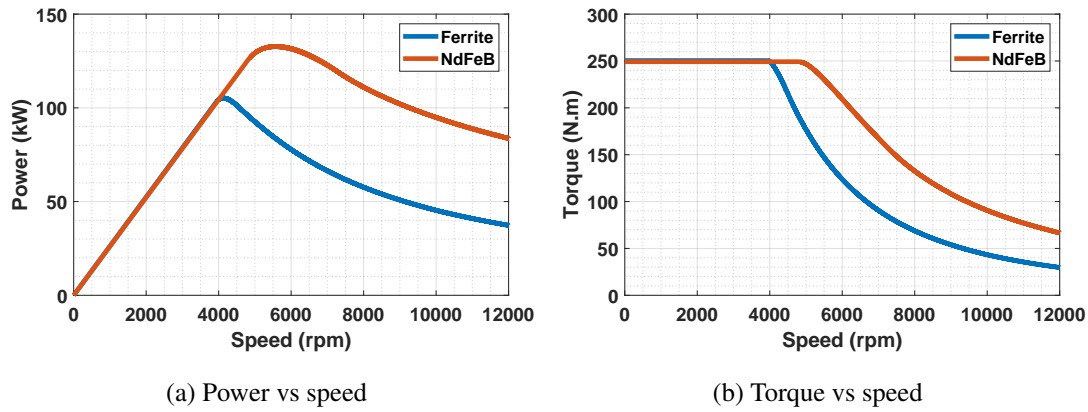 150
100
50
0
Power (kW)
0 2000 4000 6000 8000 10000 12000
Speed (rpm)
Ferrite
NdFeB
(a) Power vs speed
300
250
200
150
100
50
0
Torque (N.m)
0 2000 4000 6000 8000 10000 12000
Speed (rpm)
Ferrite
NdFeB
(b) Torque vs speed